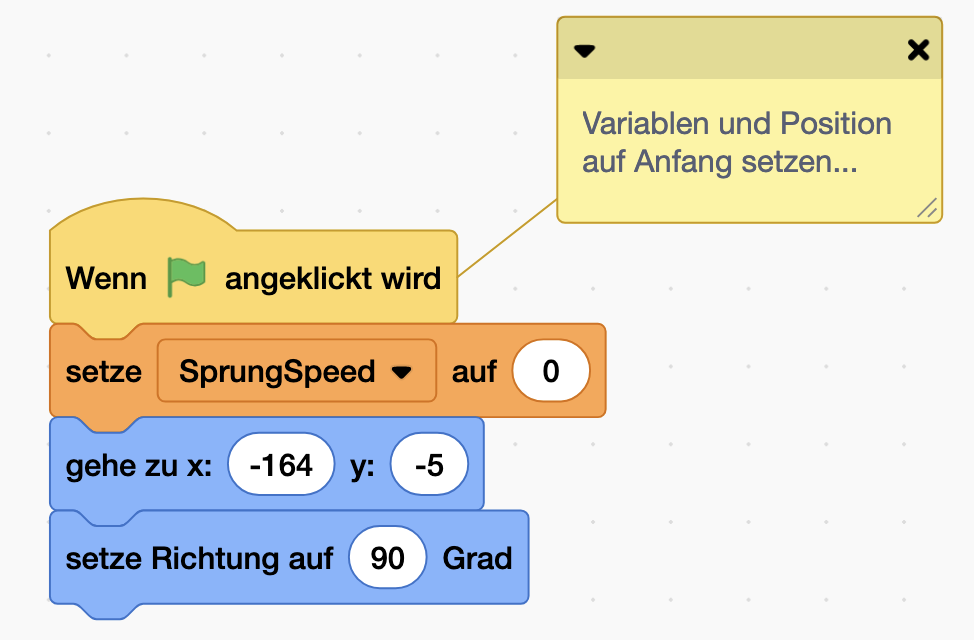 Variablen und Position
auf Anfang setzen...
Wenn angeklickt wird
setze SprungSpeed auf 0
gehe zu x: -164 y: -5
setze Richtung auf 90 Grad